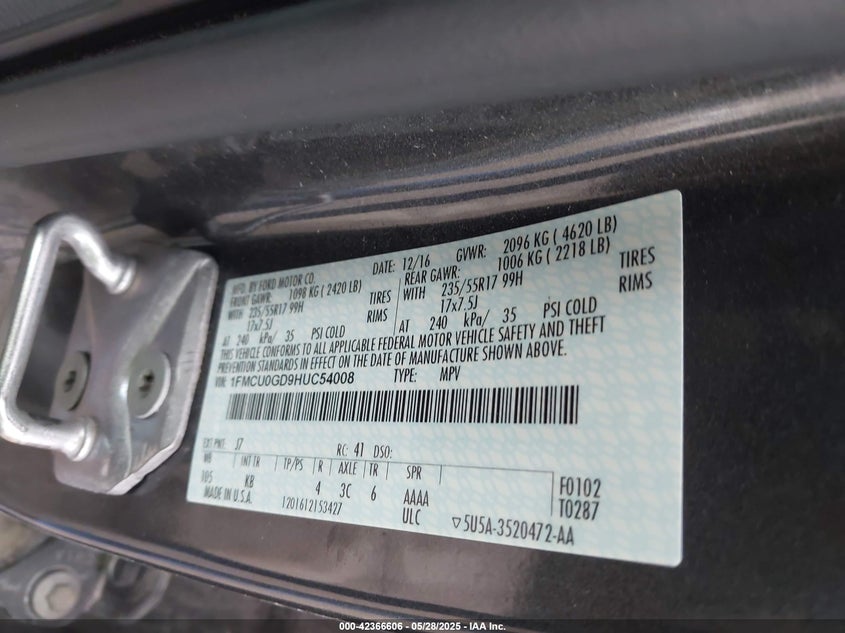 MFD. BY FORD MOTOR CO.
DATE: 12/16 GVWR: 2096 KG ( 4620 LB)
FRONT GAWR: 1098 KG ( 2420 LB) REAR GAWR: 1006 KG ( 2218 LB)
WITH 235/55R17 99H TIRES WITH 235/55R17 99H TIRES
17x7.5J RIMS 17x7.5J RIMS
AT 240 kPa/ 35 PSI COLD AT 240 kPa/ 35 PSI COLD
THIS VEHICLE CONFORMS TO ALL APPLICABLE FEDERAL MOTOR VEHICLE SAFETY AND THEFT
PREVENTION STANDARDS IN EFFECT ON THE DATE OF MANUFACTURE SHOWN ABOVE.
VIN: 1FMCU0GD9HUC54008 TYPE: MPV
EXT PNT: J7 RC: 41 DSO:
WB INT TR TP/PS R AXLE TR SPR
105 KB 4 3C 6 AAAA F0102
MADE IN U.S.A. 1201612153427 ULC T0287
▽5U5A-3520472-AA
000-42366606 - 05/28/2025 - IAA Inc.